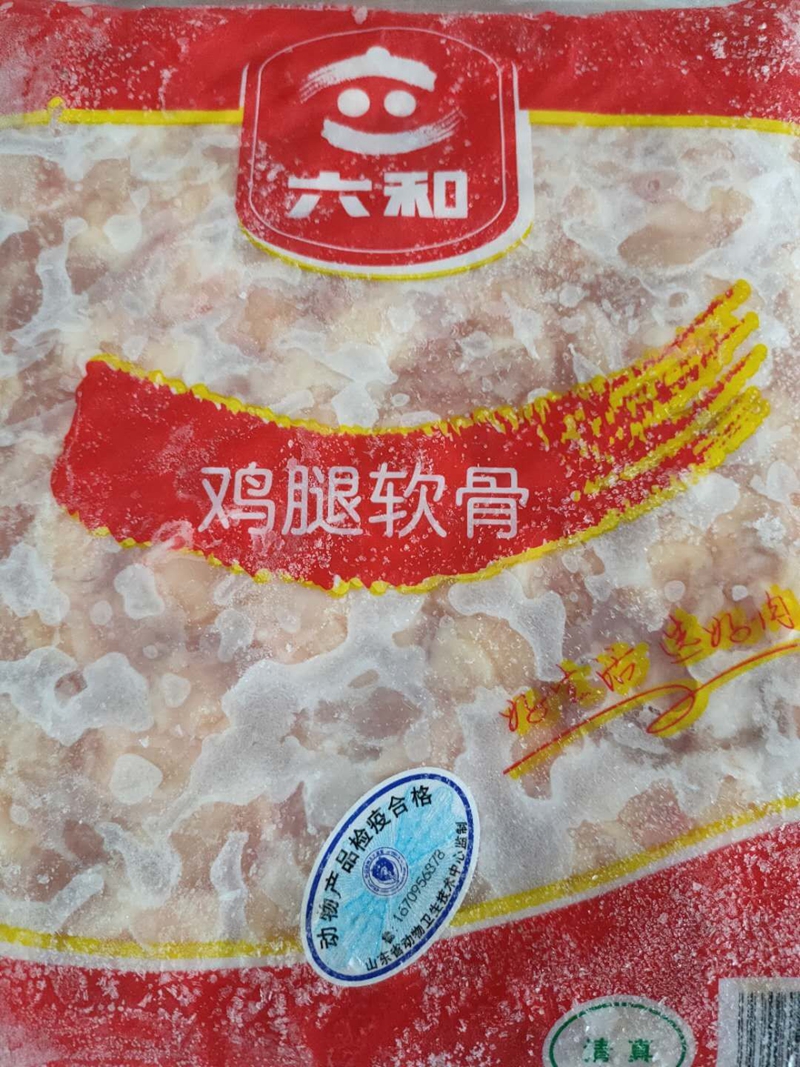 六和
鸡腿软骨
好生活 选好肉
动物产品检疫合格
山东省动物卫生技术中心监制
清真